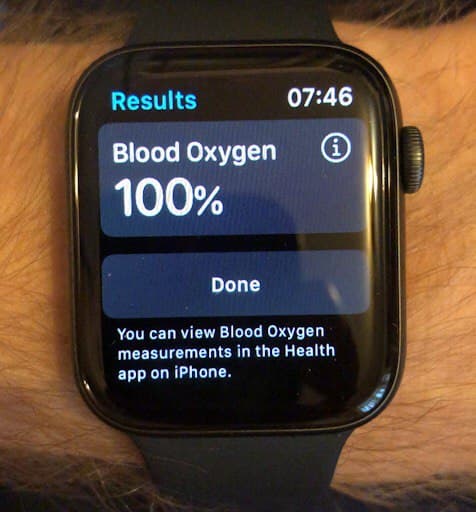 Results 07:46
Blood Oxygen
100%
Done
You can view Blood Oxygen
measurements in the Health
app on iPhone.